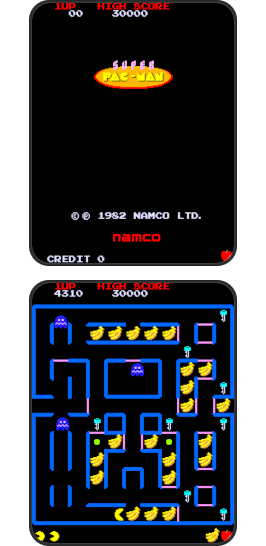 1UP HIGH SCORE
00 30000
SUPER
PAC-MAN
© ℗ 1982 NAMCO LTD.
namco
CREDIT 0
1UP HIGH SCORE
4310 30000